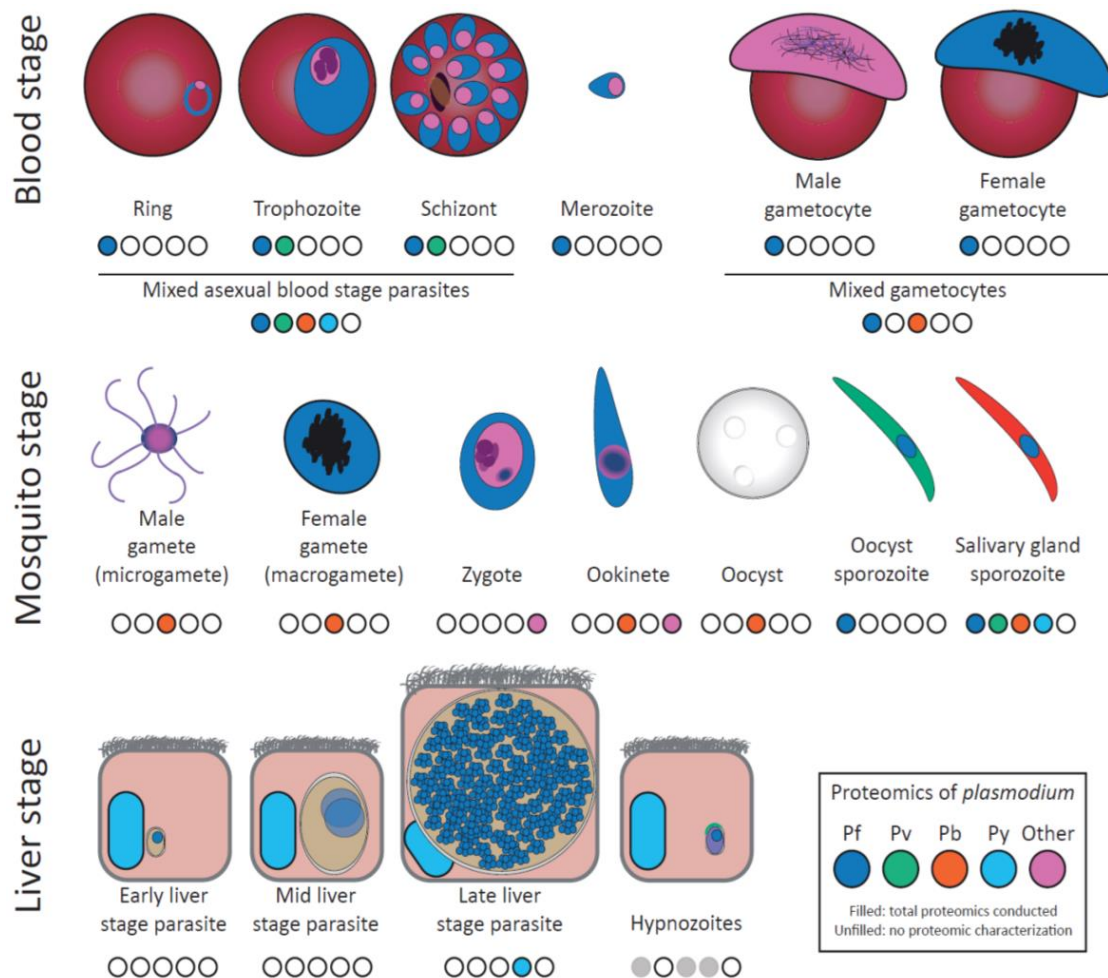 Blood stage
Ring
Trophozoite
Schizont
Merozoite
Male
gametocyte
Female
gametocyte
Mixed asexual blood stage parasites
Mixed gametocytes
Mosquito stage
Male
gamete
(microgamete)
Female
gamete
(macrogamete)
Zygote
Ookinete
Oocyst
Oocyst
sporozoite
Salivary gland
sporozoite
Liver stage
Early liver
stage parasite
Mid liver
stage parasite
Late liver
stage parasite
Hypnozoites
Proteomics of plasmodium
Pf Pv Pb Py Other
Filled: total proteomics conducted
Unfilled: no proteomic characterization